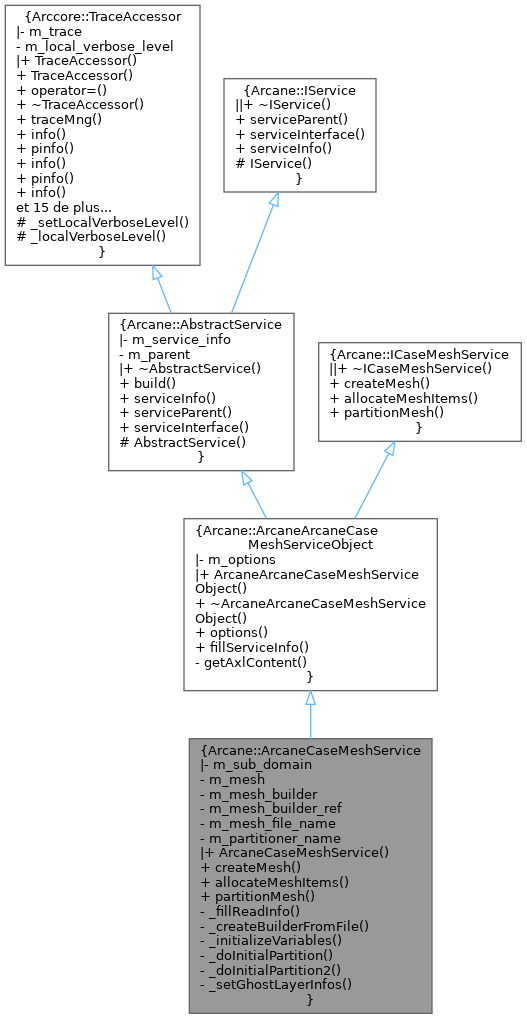 {Arccore::TraceAccessor
|- m_trace
- m_local_verbose_level
|+ TraceAccessor()
+ TraceAccessor()
+ operator=()
+ ~TraceAccessor()
+ traceMng()
+ info()
+ pinfo()
+ info()
+ pinfo()
+ info()
et 15 de plus...
# _setLocalVerboseLevel()
# _localVerboseLevel()
}
{Arcane::IService
||+ ~IService()
+ serviceParent()
+ serviceInterface()
+ serviceInfo()
# IService()
}
{Arcane::AbstractService
|- m_service_info
- m_parent
|+ ~AbstractService()
+ build()
+ serviceInfo()
+ serviceParent()
+ serviceInterface()
# AbstractService()
}
{Arcane::ICaseMeshService
||+ ~ICaseMeshService()
+ createMesh()
+ allocateMeshItems()
+ partitionMesh()
}
{Arcane::ArcaneArcaneCase
MeshServiceObject
|- m_options
|+ ArcaneArcaneCaseMeshService
Object()
+ ~ArcaneArcaneCaseMeshService
Object()
+ options()
+ fillServiceInfo()
- getAxlContent()
}
{Arcane::ArcaneCaseMeshService
|- m_sub_domain
- m_mesh
- m_mesh_builder
- m_mesh_builder_ref
- m_mesh_file_name
- m_partitioner_name
|+ ArcaneCaseMeshService()
+ createMesh()
+ allocateMeshItems()
+ partitionMesh()
- _fillReadInfo()
- _createBuilderFromFile()
- _initializeVariables()
- _doInitialPartition()
- _doInitialPartition2()
- _setGhostLayerInfos()
}